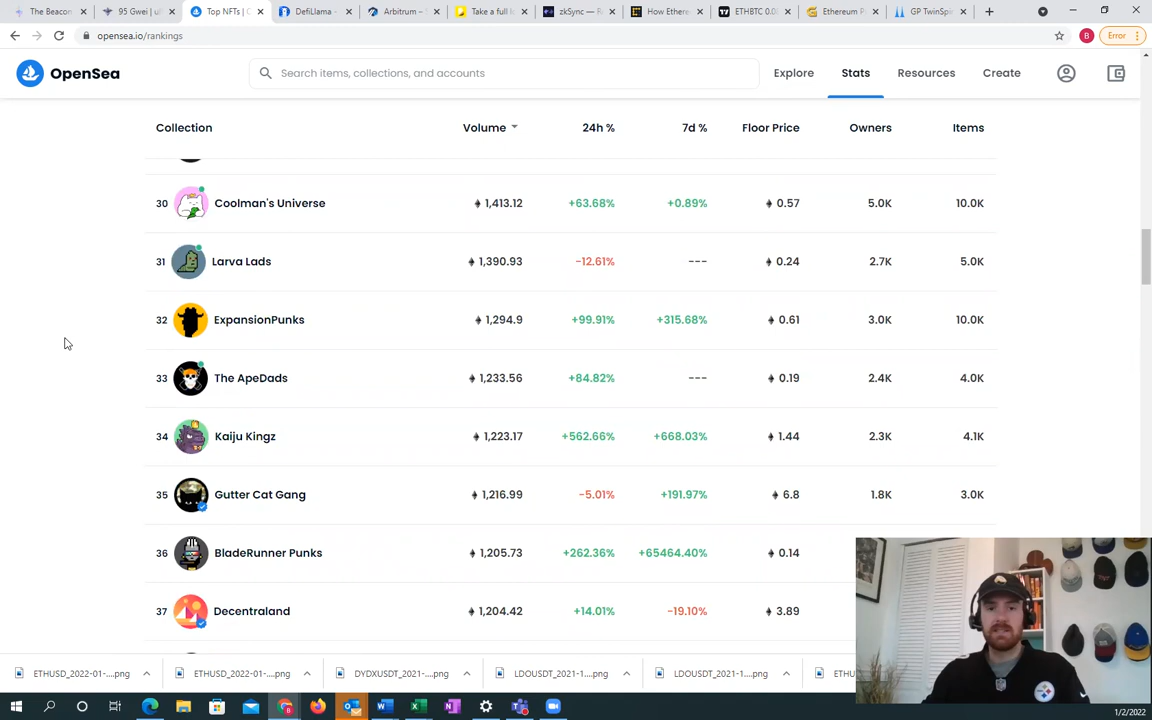 The Beacon
95 Gwei | ul
Top NFTs | C
DefiLlama -
Arbitrum –
Take a full l
zkSync — R
How Ethere
ETHBTC 0.0
Ethereum P
GP TwinSpi
opensea.io/rankings
B
Error
OpenSea
Search items, collections, and accounts
Explore
Stats
Resources
Create
Collection Volume 24h % 7d % Floor Price Owners Items
30 Coolman's Universe 1,413.12 +63.68% +0.89% 0.57 5.0K 10.0K
31 Larva Lads 1,390.93 -12.61% --- 0.24 2.7K 5.0K
32 ExpansionPunks 1,294.9 +99.91% +315.68% 0.61 3.0K 10.0K
33 The ApeDads 1,233.56 +84.82% --- 0.19 2.4K 4.0K
34 Kaiju Kingz 1,223.17 +562.66% +668.03% 1.44 2.3K 4.1K
35 Gutter Cat Gang 1,216.99 -5.01% +191.97% 6.8 1.8K 3.0K
36 BladeRunner Punks 1,205.73 +262.36% +65464.40% 0.14
37 Decentraland 1,204.42 +14.01% -19.10% 3.89
ETHUSD_2022-01-....png
ETHUSD_2022-01-....png
DYDXUSDT_2021-....png
LDOUSDT_2021-1....png
LDOUSDT_2021-1....png
ETHU
1/2/2022